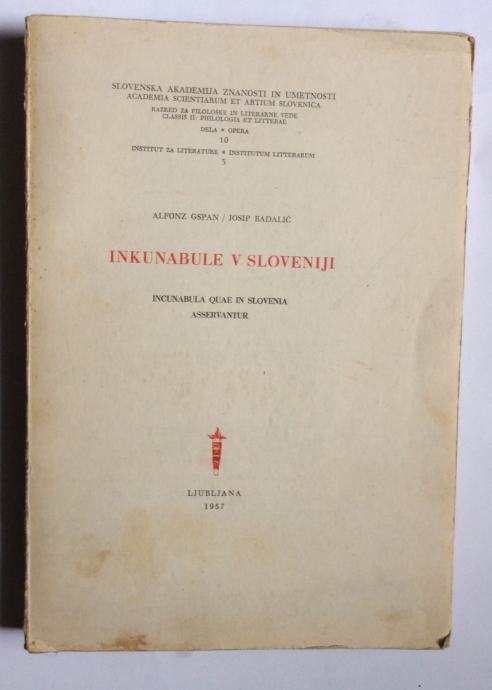 SLOVENSKA AKADEMIJA ZNANOSTI IN UMETNOSTI
ACADEMIA SCIENTIARUM ET ARTIUM SLOVENICA
RAZRED ZA FILOLOŠKE IN LITERARNE VEDE
CLASSIS II: PHILOLOGIA ET LITTERAE
DELA * OPERA
10
INSTITUT ZA LITERATURE * INSTITUTUM LITTERARUM
5
ALFONZ GSPAN / JOSIP BADALIĆ
INKUNABULE V SLOVENIJI
INCUNABULA QUAE IN SLOVENIA
ASSERVANTUR
LJUBLJANA
1957